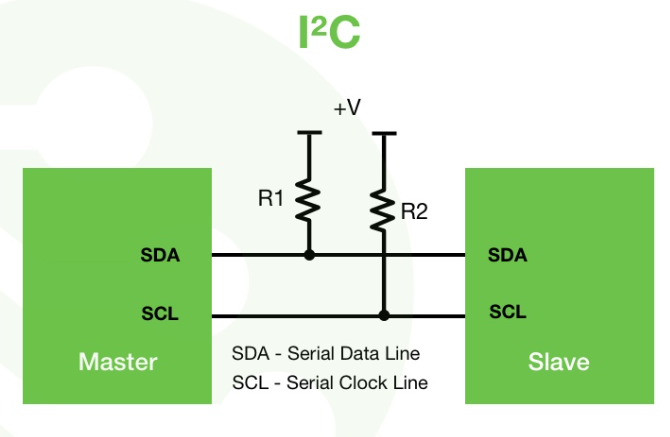 I²C
+V
R1
R2
SDA
SDA
SCL
SCL
Master
SDA - Serial Data Line
SCL - Serial Clock Line
Slave